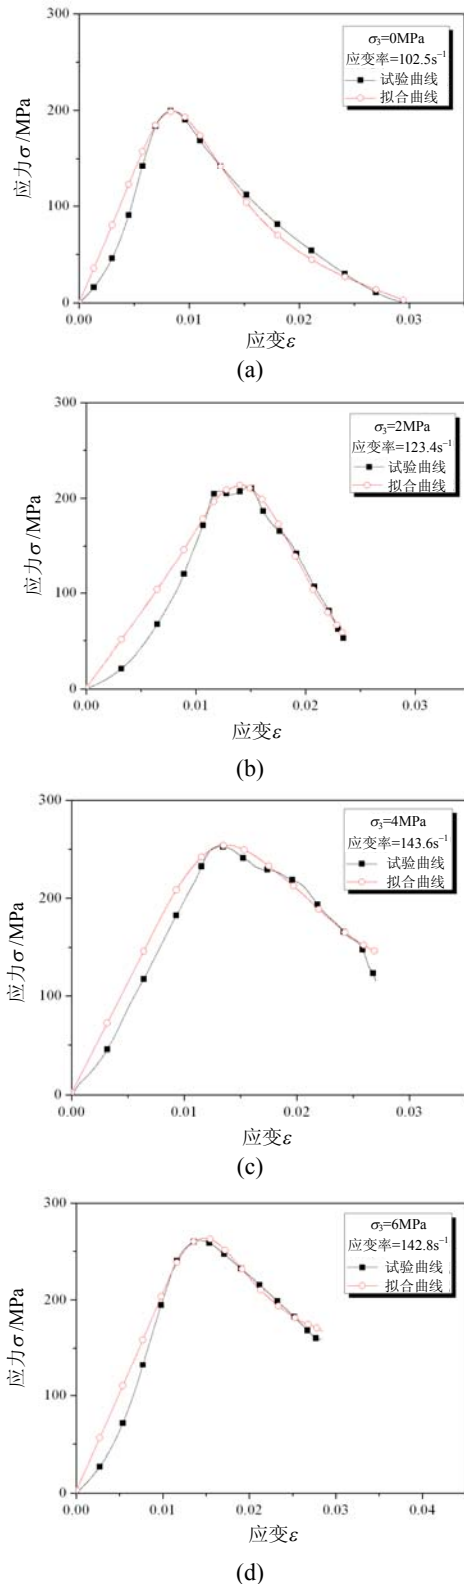 300
200
100
0
应力σ/MPa
σ₃=0MPa
应变率=102.5s⁻¹
试验曲线
拟合曲线
0.00 0.01 0.02 0.03
应变ε
(a)
300
200
100
0
应力σ/MPa
σ₃=2MPa
应变率=123.4s⁻¹
试验曲线
拟合曲线
0.00 0.01 0.02 0.03
应变ε
(b)
300
200
100
0
应力σ/MPa
σ₃=4MPa
应变率=143.6s⁻¹
试验曲线
拟合曲线
0.00 0.01 0.02 0.03
应变ε
(c)
300
200
100
0
应力σ/MPa
σ₃=6MPa
应变率=142.8s⁻¹
试验曲线
拟合曲线
0.00 0.01 0.02 0.03 0.04
应变ε
(d)